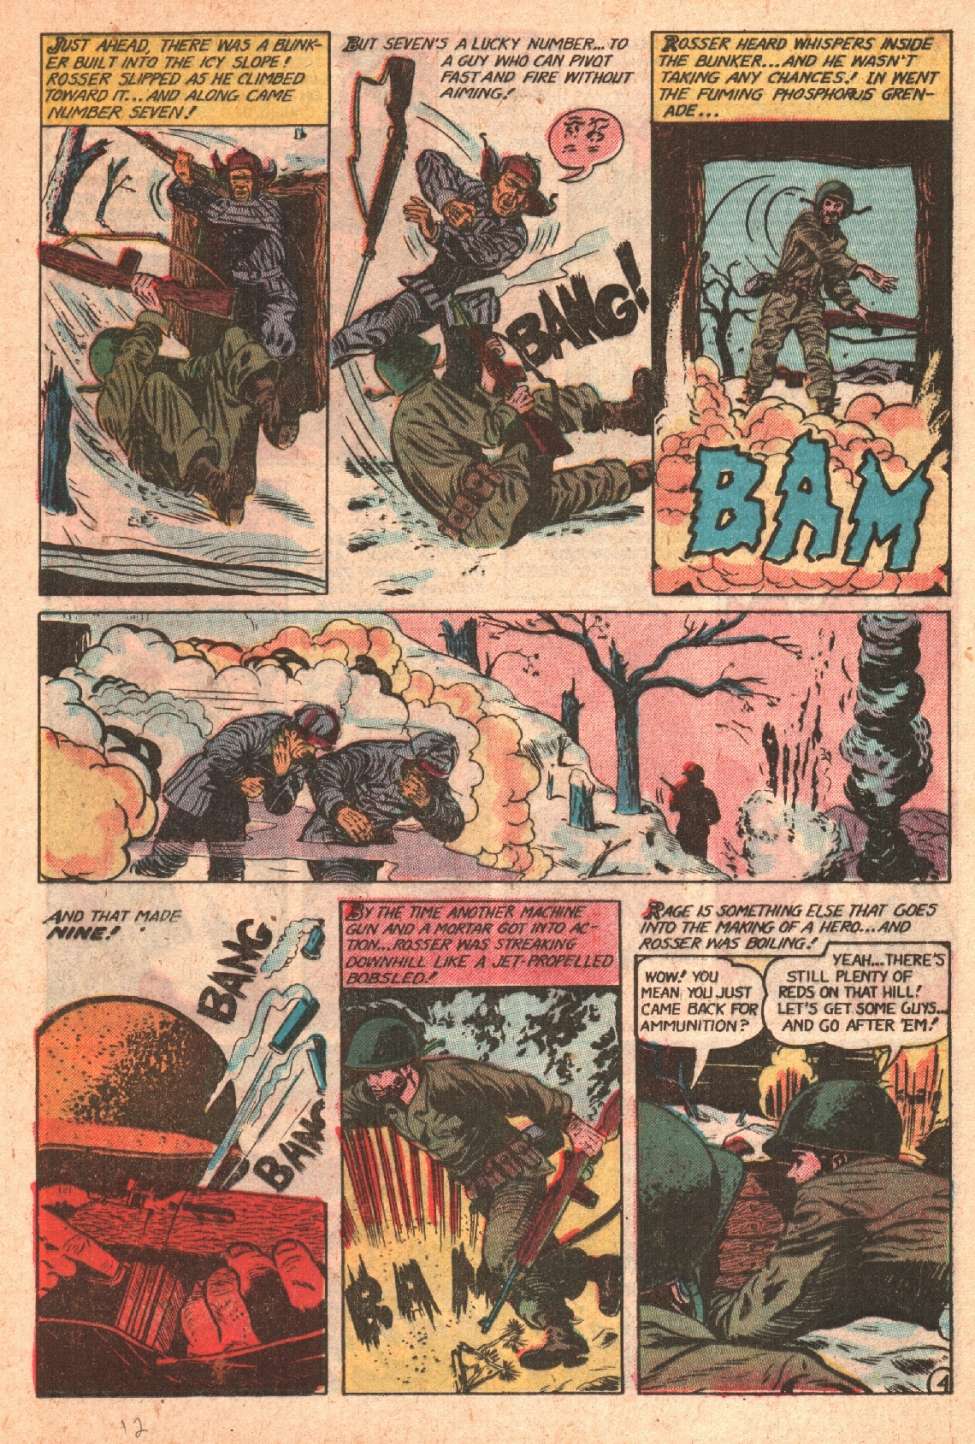 JUST AHEAD, THERE WAS A BUNK-
ER BUILT INTO THE ICY SLOPE!
ROSSER SLIPPED AS HE CLIMBED
TOWARD IT... AND ALONG CAME
NUMBER SEVEN!
BUT SEVEN'S A LUCKY NUMBER... TO
A GUY WHO CAN PIVOT
FAST AND FIRE WITHOUT
AIMING!
BANG!
ROSSER HEARD WHISPERS INSIDE
THE BUNKER... AND HE WASN'T
TAKING ANY CHANCES! IN WENT
THE FUMING PHOSPHORUS GREN-
ADE...
BAM
AND THAT MADE
NINE!
BANG
BANG
BY THE TIME ANOTHER MACHINE
GUN AND A MORTAR GOT INTO AC-
TION... ROSSER WAS STREAKING
DOWNHILL LIKE A JET-PROPELLED
BOBSLED!
BAM
RAGE IS SOMETHING ELSE THAT GOES
INTO THE MAKING OF A HERO... AND
ROSSER WAS BOILING!
WOW! YOU
MEAN YOU JUST
CAME BACK FOR
AMMUNITION?
YEAH... THERE'S
STILL PLENTY OF
REDS ON THAT HILL!
LET'S GET SOME GUYS...
AND GO AFTER 'EM!
4
12